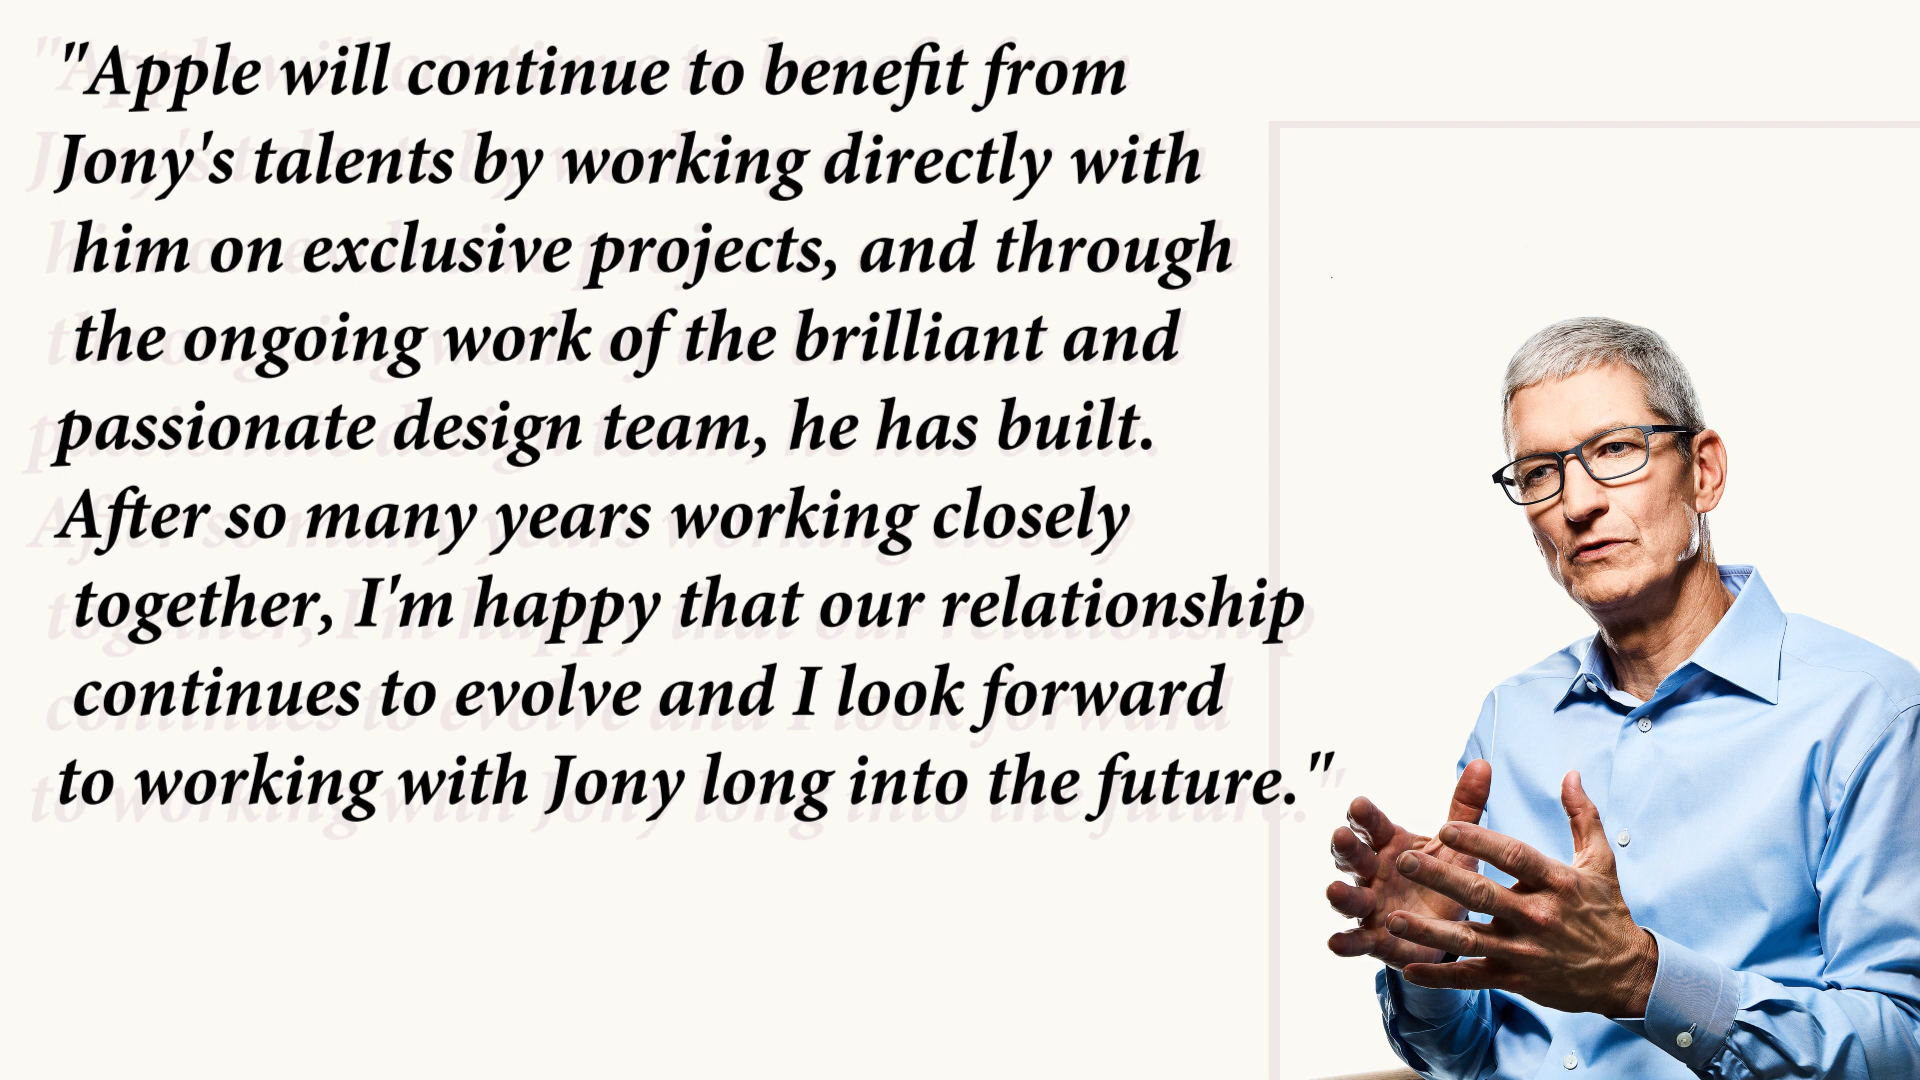 "Apple will continue to benefit from
Jony's talents by working directly with
him on exclusive projects, and through
the ongoing work of the brilliant and
passionate design team, he has built.
After so many years working closely
together, I'm happy that our relationship
continues to evolve and I look forward
to working with Jony long into the future."